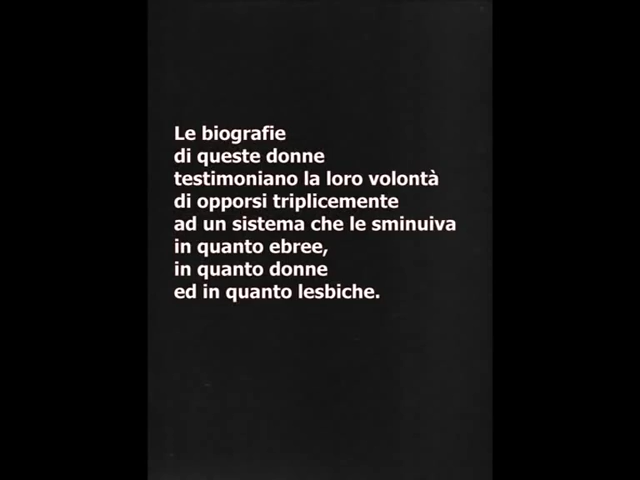 Le biografie
di queste donne
testimoniano la loro volontà
di opporsi triplicemente
ad un sistema che le sminuiva
in quanto ebree,
in quanto donne
ed in quanto lesbiche.